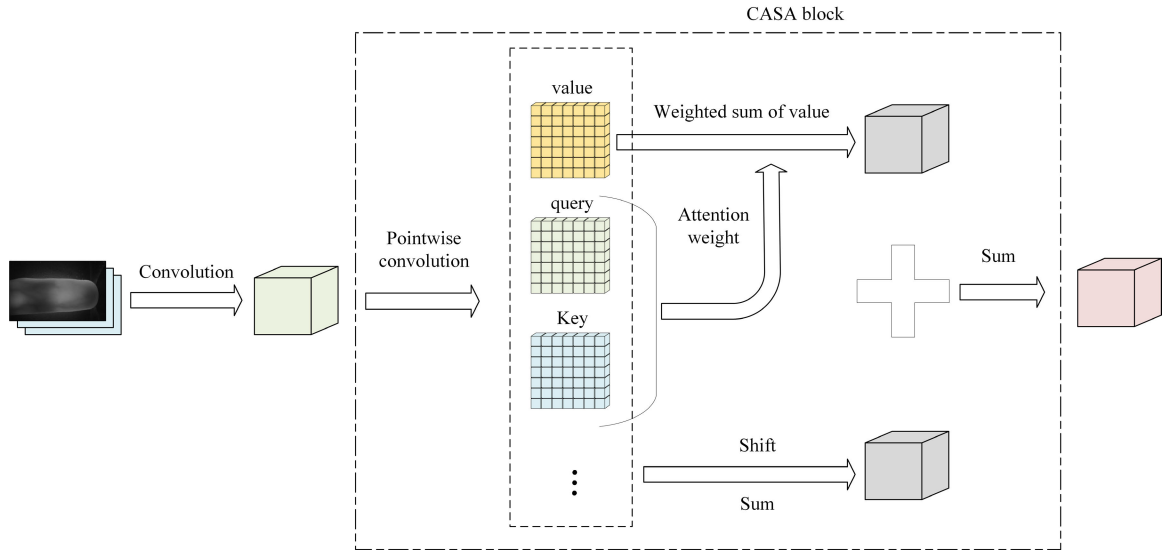 CASA block
value
Weighted sum of value
query
Attention
weight
Pointwise
convolution
Convolution
Sum
Key
Shift
Sum